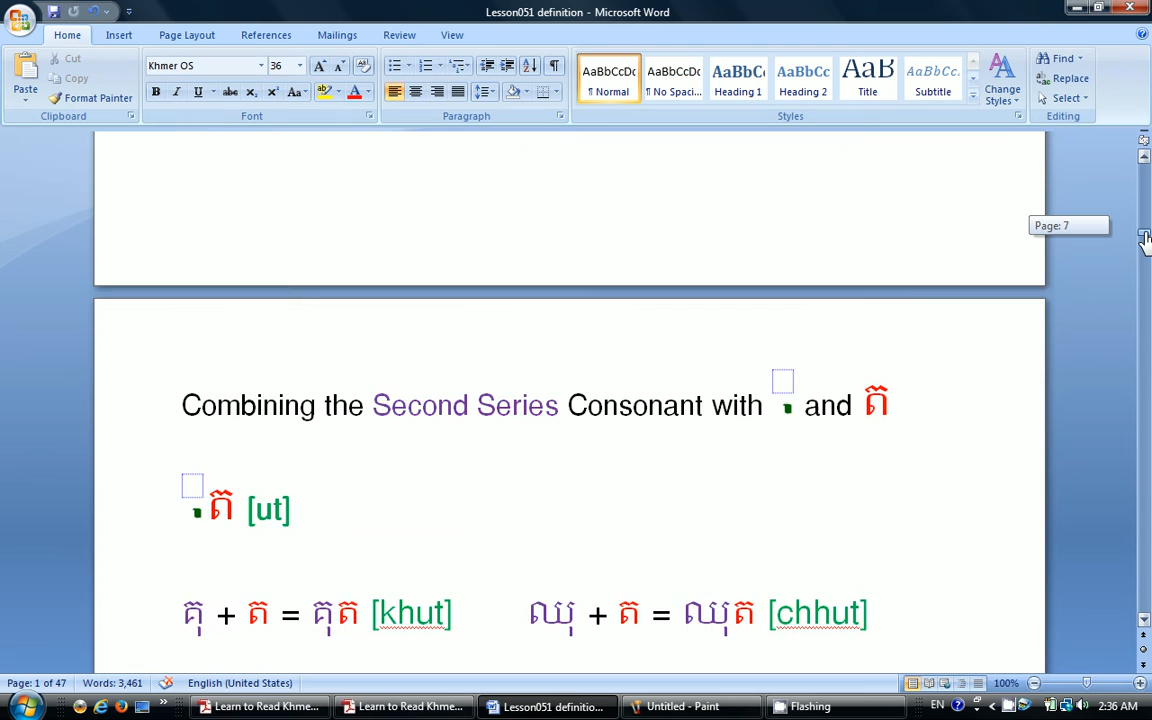 Lesson051 definition - Microsoft Word
Home Insert Page Layout References Mailings Review View
Paste Cut Copy Format Painter Clipboard
Khmer OS 36
B I U abc x₂ x² Aa A Font
Paragraph
AaBbCcDc AaBbCcDc AaBbCc AaBbCc AaB AaBbCc.
¶ Normal ¶ No Spaci... Heading 1 Heading 2 Title Subtitle
Change Styles Styles
Find Replace Select Editing
Page: 7
Combining the Second Series Consonant with ុ and ត៊
ុត៊ [ut]
គុ + ត = គុត [khut] ឈុ + ត = ឈុត [chhut]
Page: 1 of 47 Words: 3,461 English (United States) 100%
Learn to Read Khme... Learn to Read Khme... Lesson051 definitio... Untitled - Paint Flashing EN 2:36 AM